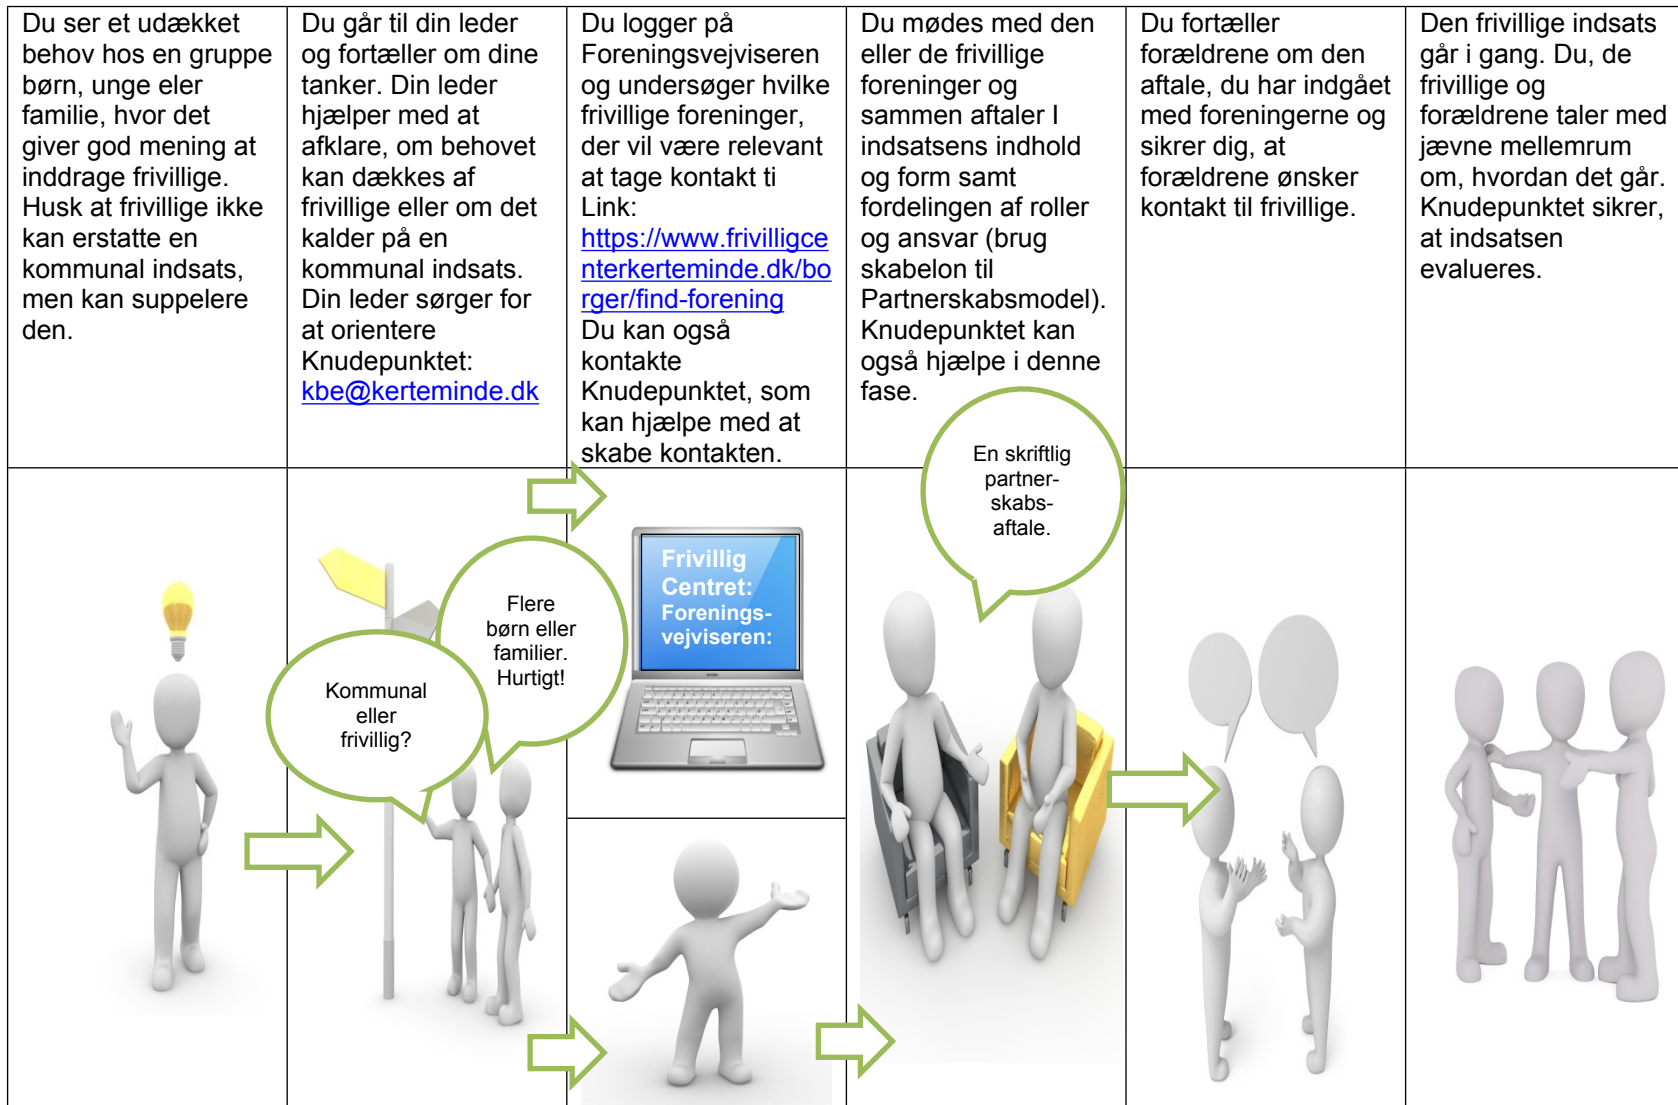 Du ser et udækket
behov hos en gruppe
børn, unge eler
familie, hvor det
giver god mening at
inddrage frivillige.
Husk at frivillige ikke
kan erstatte en
kommunal indsats,
men kan suppelere
den.
Du går til din leder
og fortæller om dine
tanker. Din leder
hjælper med at
afklare, om behovet
kan dækkes af
frivillige eller om det
kalder på en
kommunal indsats.
Din leder sørger for
at orientere
Knudepunktet:
kbe@kerteminde.dk
Du logger på
Foreningsvejviseren
og undersøger hvilke
frivillige foreninger,
der vil være relevant
at tage kontakt ti
Link:
https://www.frivilligce
nterkerteminde.dk/bo
rger/find-forening
Du kan også
kontakte
Knudepunktet, som
kan hjælpe med at
skabe kontakten.
Du mødes med den
eller de frivillige
foreninger og
sammen aftaler I
indsatsens indhold
og form samt
fordelingen af roller
og ansvar (brug
skabelon til
Partnerskabsmodel).
Knudepunktet kan
også hjælpe i denne
fase.
Du fortæller
forældrene om den
aftale, du har indgået
med foreningerne og
sikrer dig, at
forældrene ønsker
kontakt til frivillige.
Den frivillige indsats
går i gang. Du, de
frivillige og
forældrene taler med
jævne mellemrum
om, hvordan det går.
Knudepunktet sikrer,
at indsatsen
evalueres.
Kommunal
eller
frivillig?
Flere
børn eller
familier.
Hurtigt!
Frivillig
Centret:
Forenings-
vejviseren:
En skriftlig
partner-
skabs-
aftale.